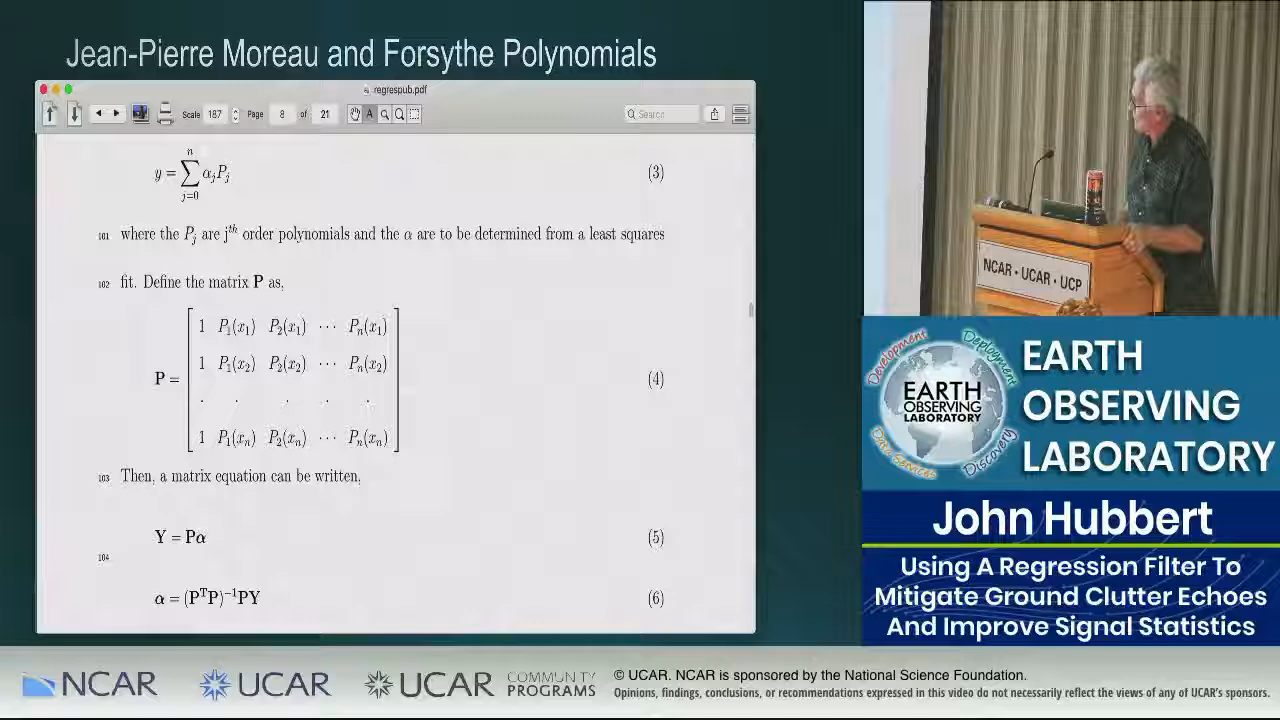 Jean-Pierre Moreau and Forsythe Polynomials
regrespub.pdf
Scale 187 Page 8 of 21 Search
y = ∑_{j=0}^{n} α_j P_j (3)
101 where the P_j are j^{th} order polynomials and the α are to be determined from a least squares
102 fit. Define the matrix P as,
1 P_1(x_1) P_2(x_1) ⋯ P_n(x_1)
1 P_1(x_2) P_2(x_2) ⋯ P_n(x_2)
P = (4)
. . . . .
1 P_1(x_n) P_2(x_n) ⋯ P_n(x_n)
103 Then, a matrix equation can be written,
Y = Pα (5)
104
α = (P^TP)^{−1}PY (6)
NCAR • UCAR • UCP
Development
Deployment
EARTH
OBSERVING
LABORATORY
Data Services
Discovery
EARTH
OBSERVING
LABORATORY
John Hubbert
Using A Regression Filter To
Mitigate Ground Clutter Echoes
And Improve Signal Statistics
NCAR
UCAR
UCAR
COMMUNITY
PROGRAMS
© UCAR. NCAR is sponsored by the National Science Foundation.
Opinions, findings, conclusions, or recommendations expressed in this video do not necessarily reflect the views of any of UCAR's sponsors.